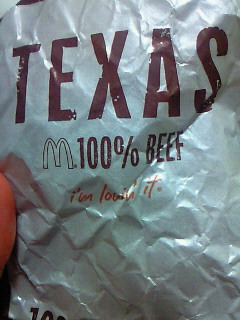 TEXAS
M 100% BEEF
i'm lovin' it